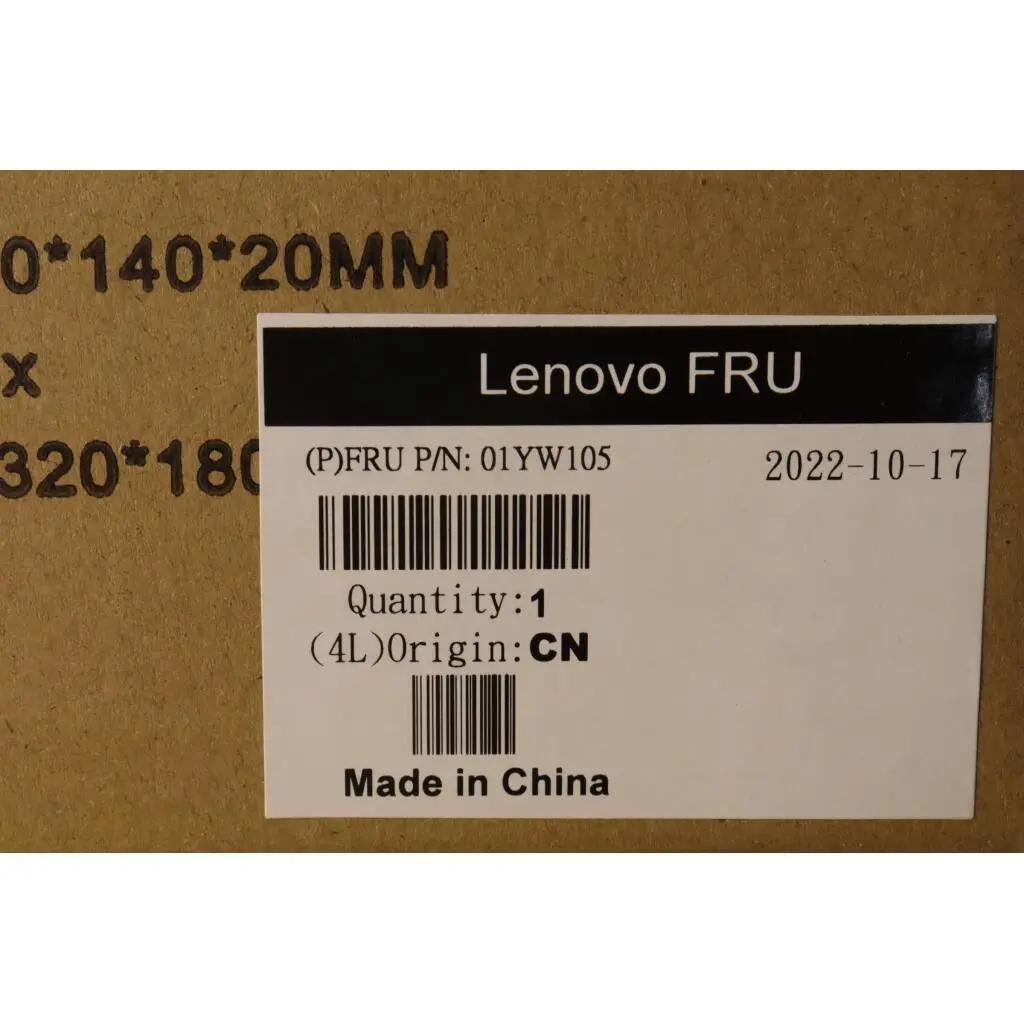 0*140*20MM
x
320*180
Lenovo FRU
(P)FRU P/N: 01YW105
2022-10-17
Quantity:1
(4L)Origin:CN
Made in China